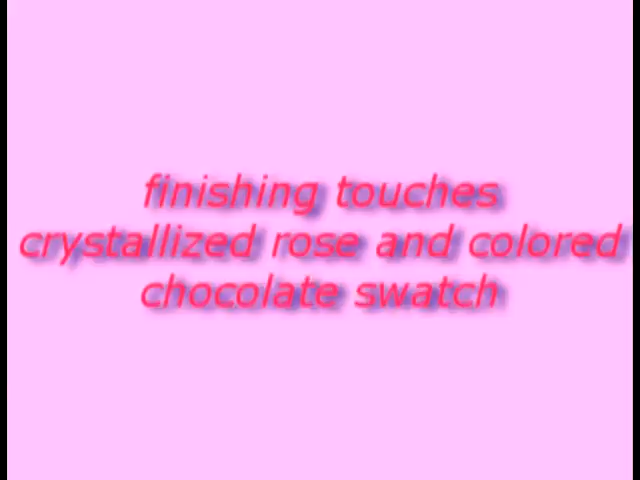 finishing touches
crystallized rose and colored
chocolate swatch